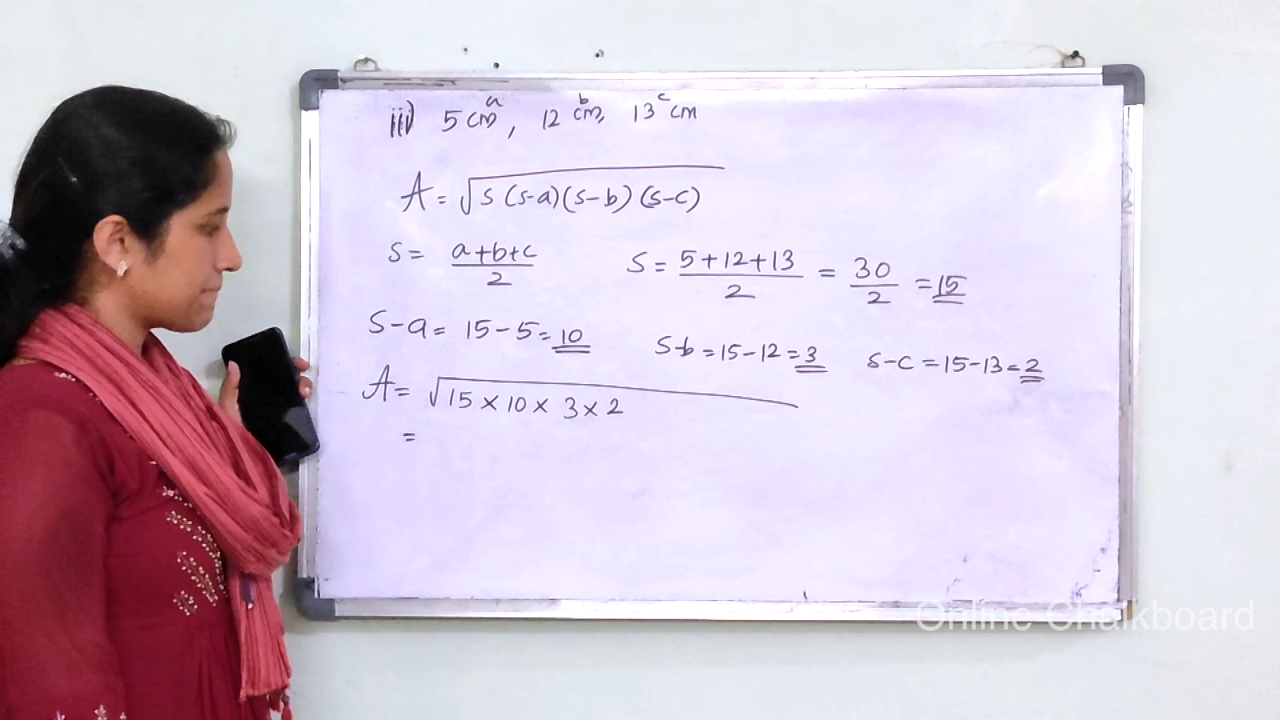 iii) 5 cm a, 12 cm b, 13 cm c
A = √s (s-a)(s-b)(s-c)
s = a+b+c/2 s = 5+12+13/2 = 30/2 = 15
s-a = 15-5 = 10 s-b = 15-12 = 3 s-c = 15-13 = 2
A = √15 × 10 × 3 × 2
=
Online Chalkboard